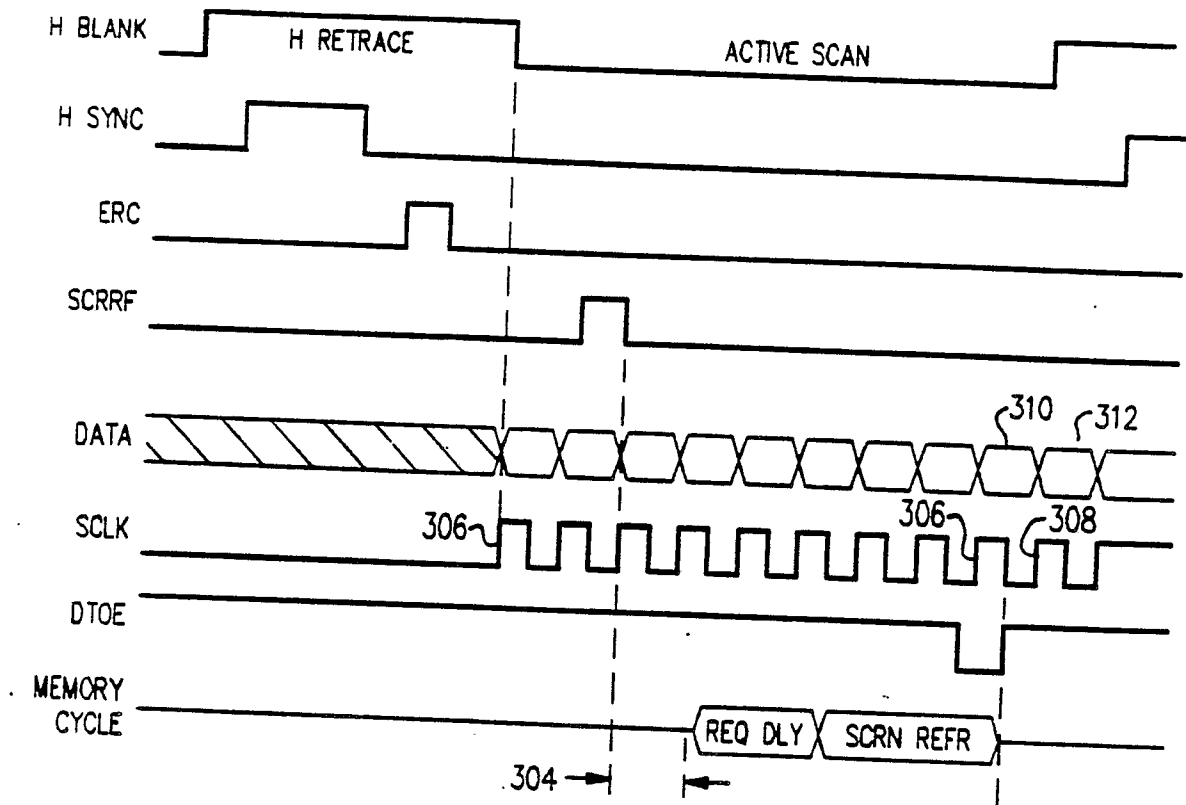 H BLANK
H RETRACE
ACTIVE SCAN
H SYNC
ERC
SCRRF
DATA
310
312
SCLK
306
306
308
DTOE
MEMORY
CYCLE
REQ DLY
SCRN REFR
304